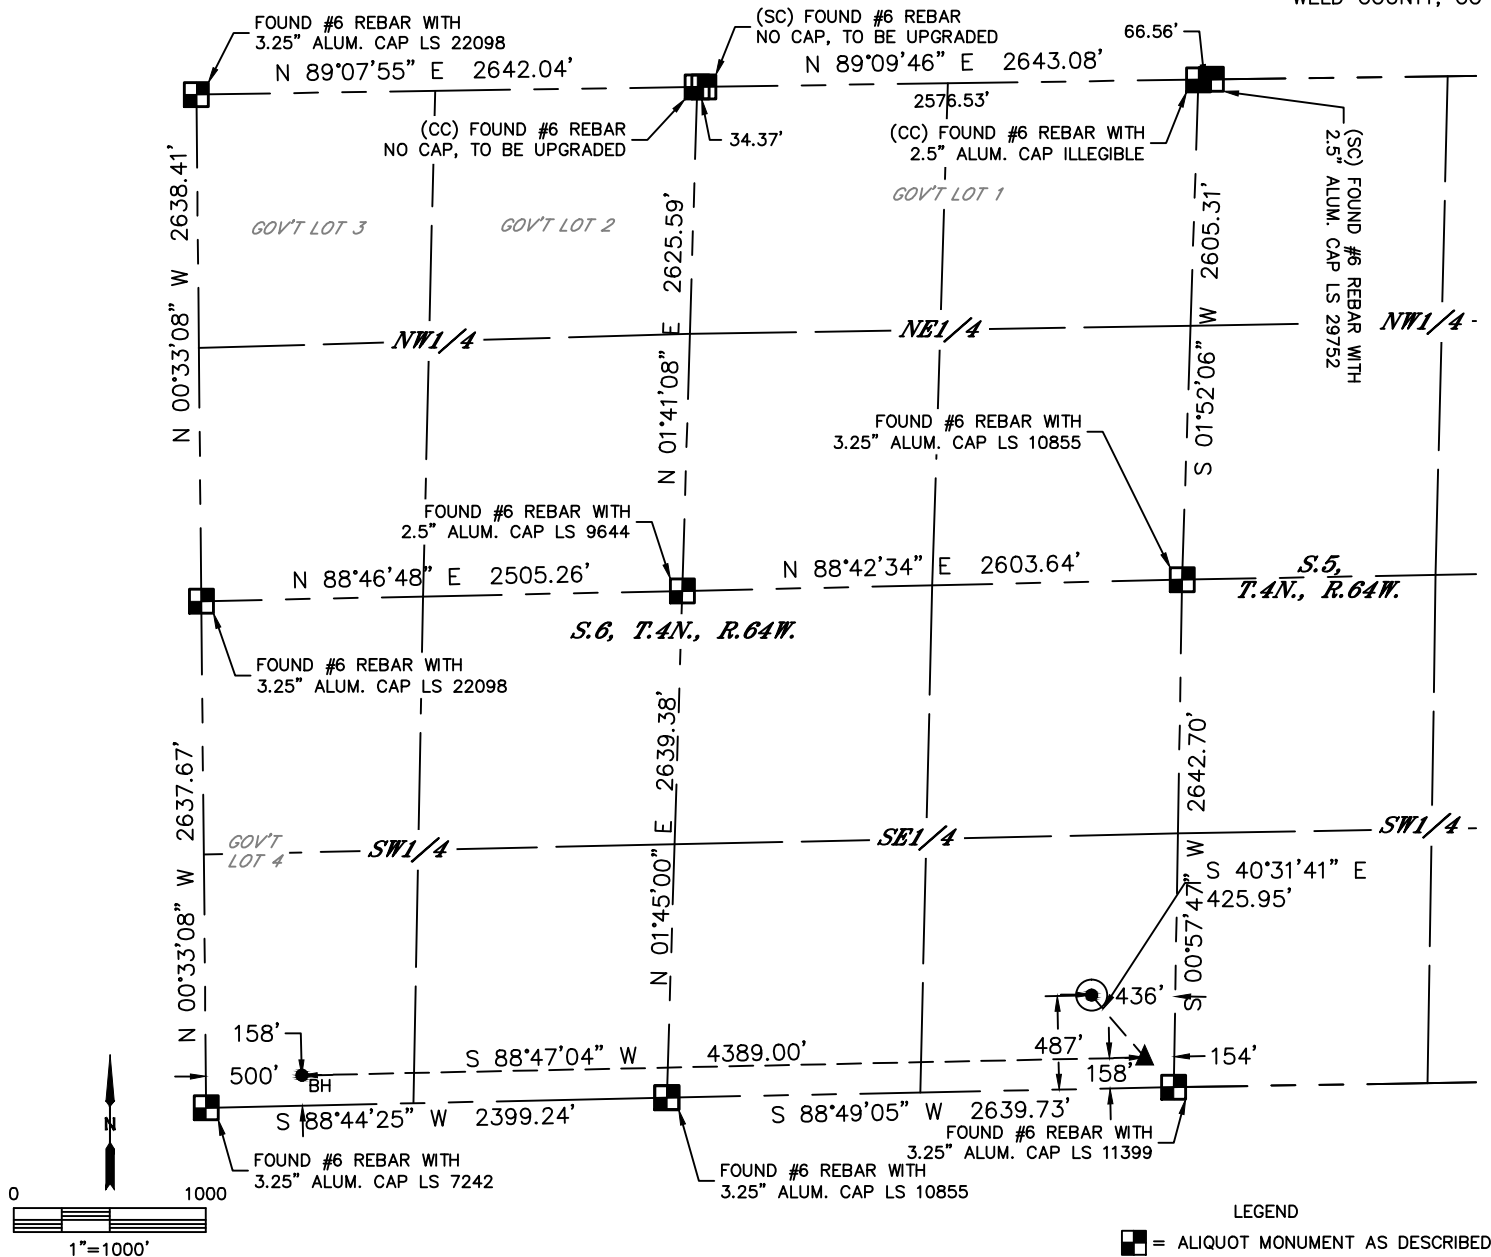 WELD COUNTY, CO
FOUND #6 REBAR WITH
3.25" ALUM. CAP LS 22098
(SC) FOUND #6 REBAR
NO CAP, TO BE UPGRADED
66.56'
N 89°07'55" E 2642.04'
N 89°09'46" E 2643.08'
2576.53'
(CC) FOUND #6 REBAR
NO CAP, TO BE UPGRADED
34.37'
(CC) FOUND #6 REBAR WITH
2.5" ALUM. CAP ILLEGIBLE
(SC) FOUND #6 REBAR WITH
2.5" ALUM. CAP LS 29752
N 00°33'08" W 2638.41'
GOV'T LOT 3
GOV'T LOT 2
GOV'T LOT 1
N 01°41'08" E 2625.59'
S 01°52'06" W 2605.31'
NW1/4
NE1/4
NW1/4
FOUND #6 REBAR WITH
3.25" ALUM. CAP LS 10855
FOUND #6 REBAR WITH
2.5" ALUM. CAP LS 9644
N 88°46'48" E 2505.26'
N 88°42'34" E 2603.64'
S.5,
T.4N., R.64W.
S.6, T.4N., R.64W.
FOUND #6 REBAR WITH
3.25" ALUM. CAP LS 22098
N 00°33'08" W 2637.67'
N 01°45'00" E 2639.38'
S 00°57'47" W 2642.70'
GOV'T
LOT 4
SW1/4
SE1/4
SW1/4
S 40°31'41" E
425.95'
436'
158'
487'
S 88°47'04" W 4389.00'
154'
500'
BH
158'
S 88°44'25" W 2399.24'
S 88°49'05" W 2639.73'
N
FOUND #6 REBAR WITH
3.25" ALUM. CAP LS 11399
FOUND #6 REBAR WITH
3.25" ALUM. CAP LS 7242
FOUND #6 REBAR WITH
3.25" ALUM. CAP LS 10855
0 1000
1"=1000'
LEGEND
= ALIQUOT MONUMENT AS DESCRIBED